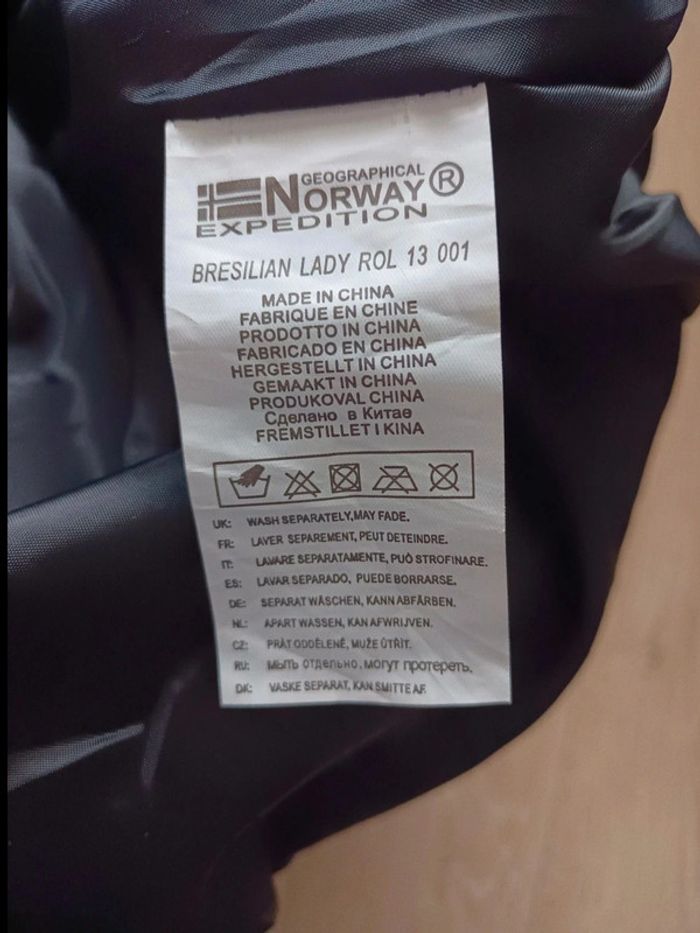 GEOGRAPHICAL
NORWAY ®
EXPEDITION
BRESILIAN LADY ROL 13 001
MADE IN CHINA
FABRIQUE EN CHINE
PRODOTTO IN CHINA
FABRICADO EN CHINA
HERGESTELLT IN CHINA
GEMAAKT IN CHINA
PRODUKOVAL CHINA
Сделано в Китае
FREMSTILLET I KINA
UK: WASH SEPARATELY,MAY FADE.
FR: LAVER SEPAREMENT, PEUT DETEINDRE.
IT: LAVARE SEPARATAMENTE, PUÒ STROFINARE.
ES: LAVAR SEPARADO, PUEDE BORRARSE.
DE: SEPARAT WÄSCHEN, KANN ABFÄRBEN.
NL: APART WASSEN, KAN AFWRIJVEN.
CZ: PRÁT ODDĚLENĚ, MUŽE ŬTŘÍT.
RU: Мыть отдельно, могут протереть.
DK: VASKE SEPARAT, KAN SMITTE AF.